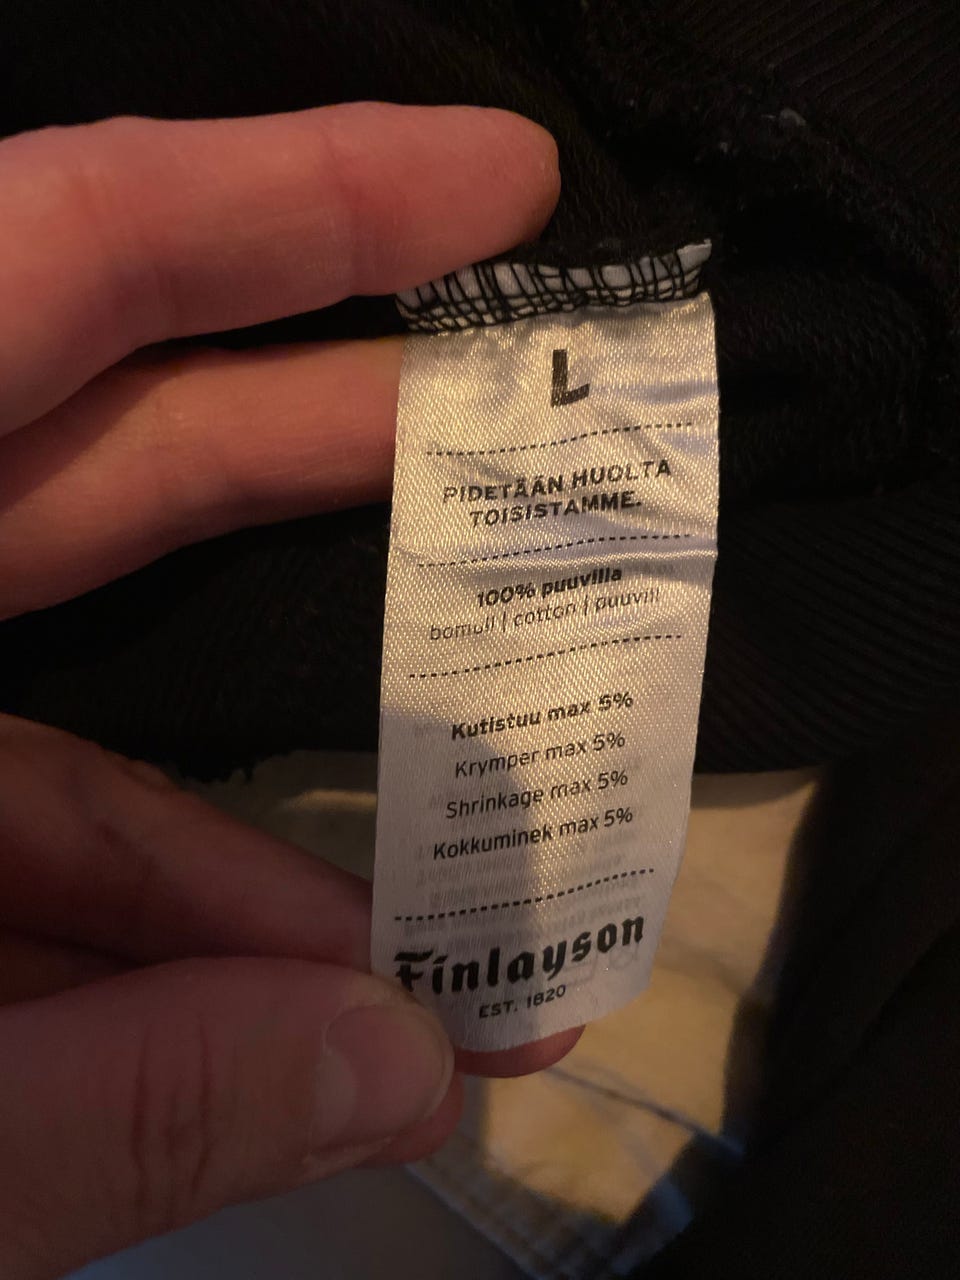 L
PIDETÄÄN HUOLTA
TOISISTAMME.
100% puuvilla
bomull | cotton | puuvill
Kutistuu max 5%
Krymper max 5%
Shrinkage max 5%
Kokkuminek max 5%
Finlayson
EST. 1820